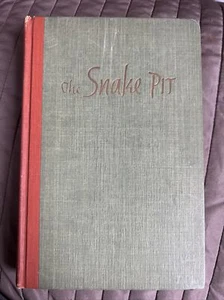 The Snake Pit